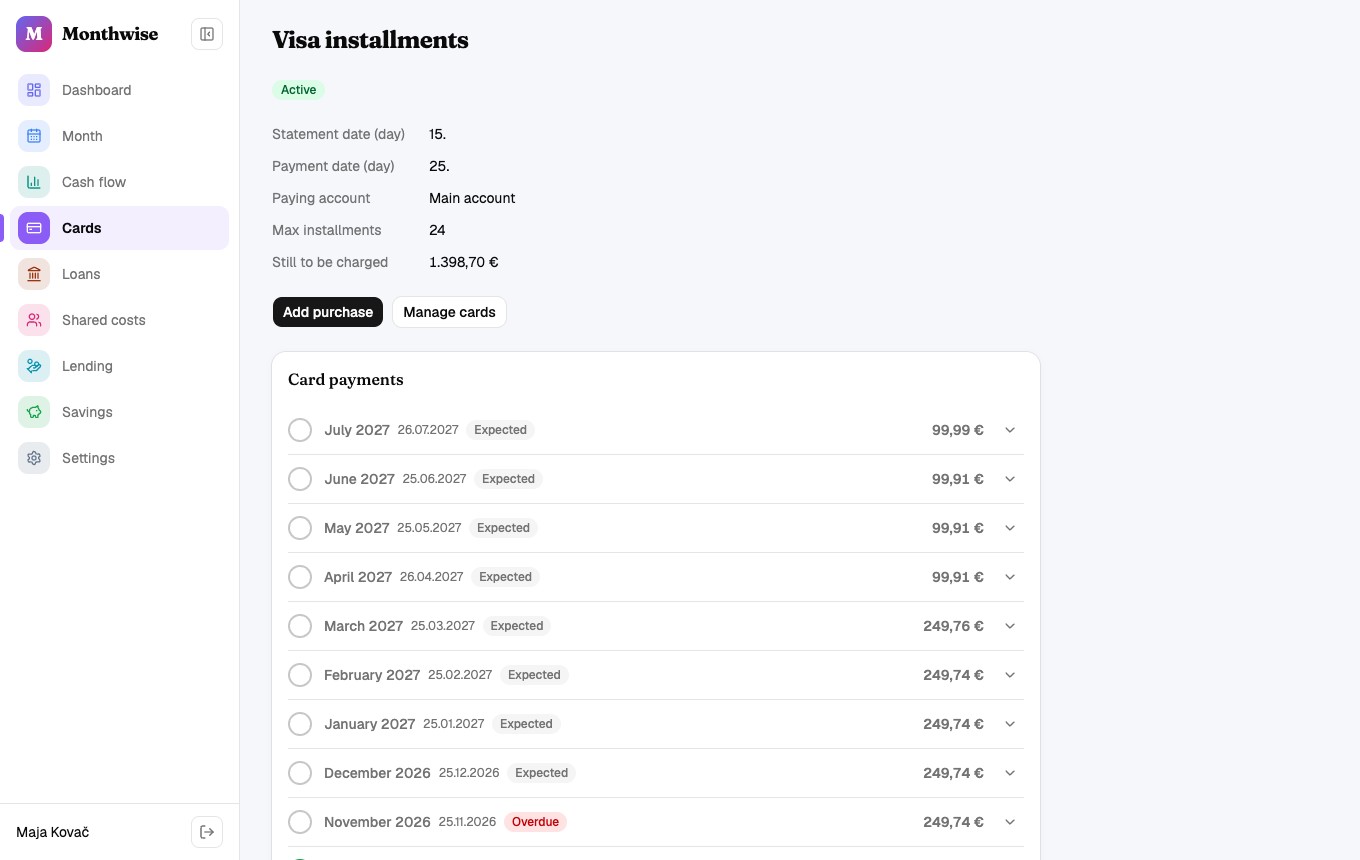 M Monthwise
Dashboard
Month
Cash flow
Cards
Loans
Shared costs
Lending
Savings
Settings
Maja Kovač
Visa installments
Active
Statement date (day) 15.
Payment date (day) 25.
Paying account Main account
Max installments 24
Still to be charged 1.398,70 €
Add purchase Manage cards
Card payments
July 2027 26.07.2027 Expected 99,99 €
June 2027 25.06.2027 Expected 99,91 €
May 2027 25.05.2027 Expected 99,91 €
April 2027 26.04.2027 Expected 99,91 €
March 2027 25.03.2027 Expected 249,76 €
February 2027 25.02.2027 Expected 249,74 €
January 2027 25.01.2027 Expected 249,74 €
December 2026 25.12.2026 Expected 249,74 €
November 2026 25.11.2026 Overdue 249,74 €